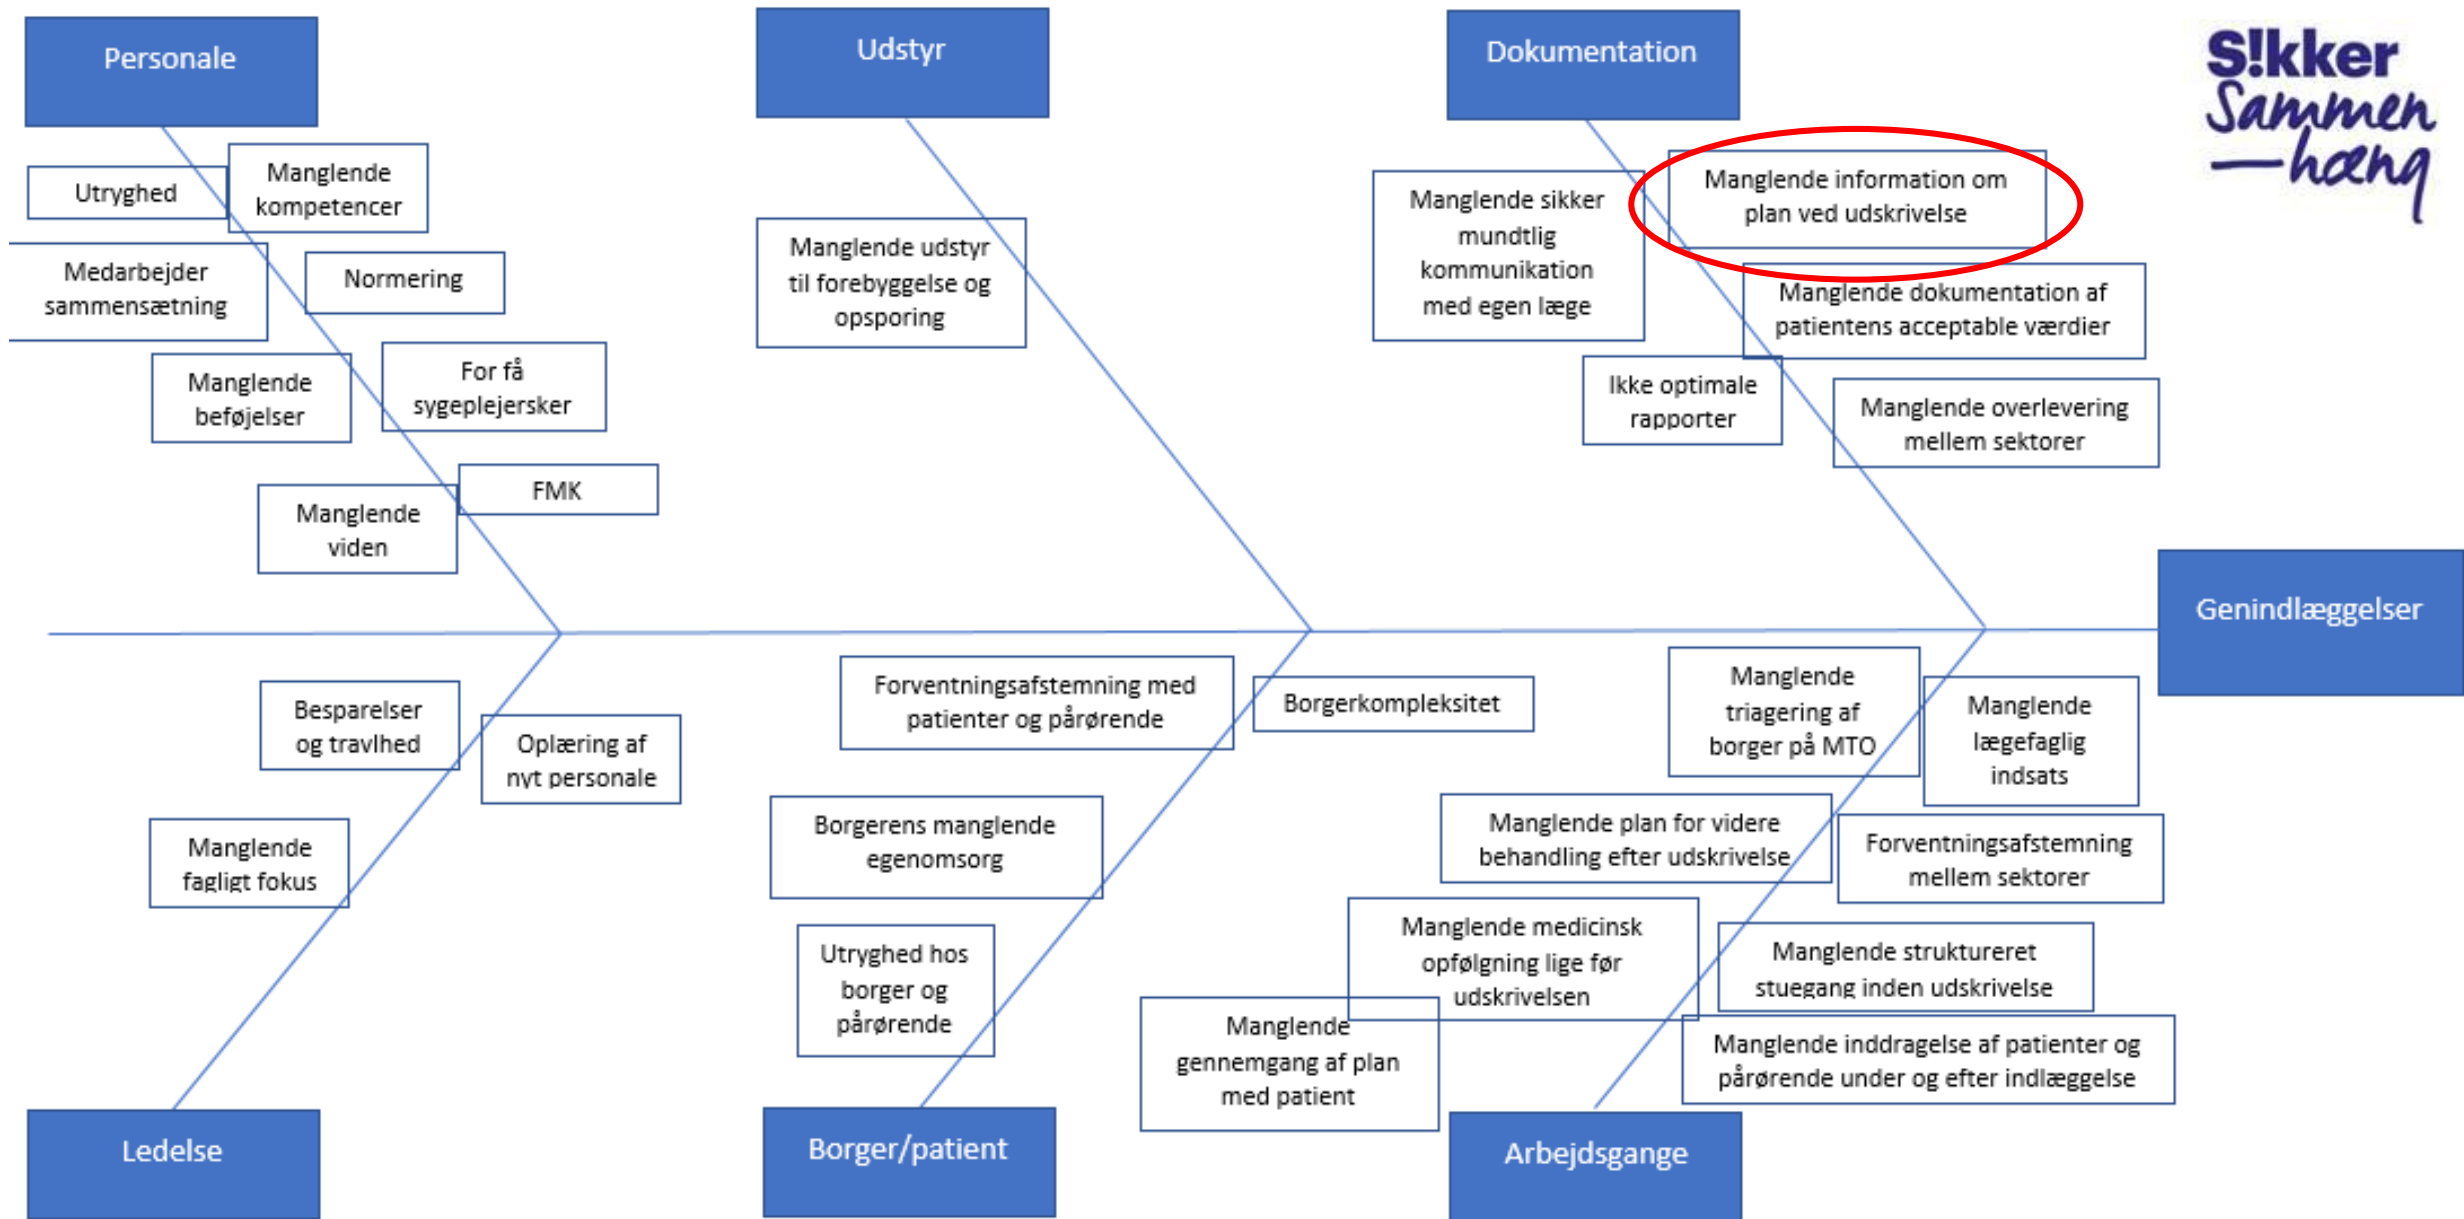 Personale
Udstyr
Dokumentation
S!kker
Sammen
—hæng
Utryghed
Manglende
kompetencer
Medarbejder
sammensætning
Normering
Manglende
beføjelser
For få
sygeplejersker
Manglende
viden
FMK
Manglende udstyr
til forebyggelse og
opsporing
Manglende sikker
mundtlig
kommunikation
med egen læge
Manglende information om
plan ved udskrivelse
Manglende dokumentation af
patientens acceptable værdier
Ikke optimale
rapporter
Manglende overlevering
mellem sektorer
Genindlæggelser
Besparelser
og travlhed
Oplæring af
nyt personale
Manglende
fagligt fokus
Forventningsafstemning med
patienter og pårørende
Borgerkompleksitet
Borgerens manglende
egenomsorg
Utryghed hos
borger og
pårørende
Manglende
triagering af
borger på MTO
Manglende
lægefaglig
indsats
Manglende plan for videre
behandling efter udskrivelse
Forventningsafstemning
mellem sektorer
Manglende medicinsk
opfølgning lige før
udskrivelsen
Manglende struktureret
stuegang inden udskrivelse
Manglende
gennemgang af plan
med patient
Manglende inddragelse af patienter og
pårørende under og efter indlæggelse
Ledelse
Borger/patient
Arbejdsgange